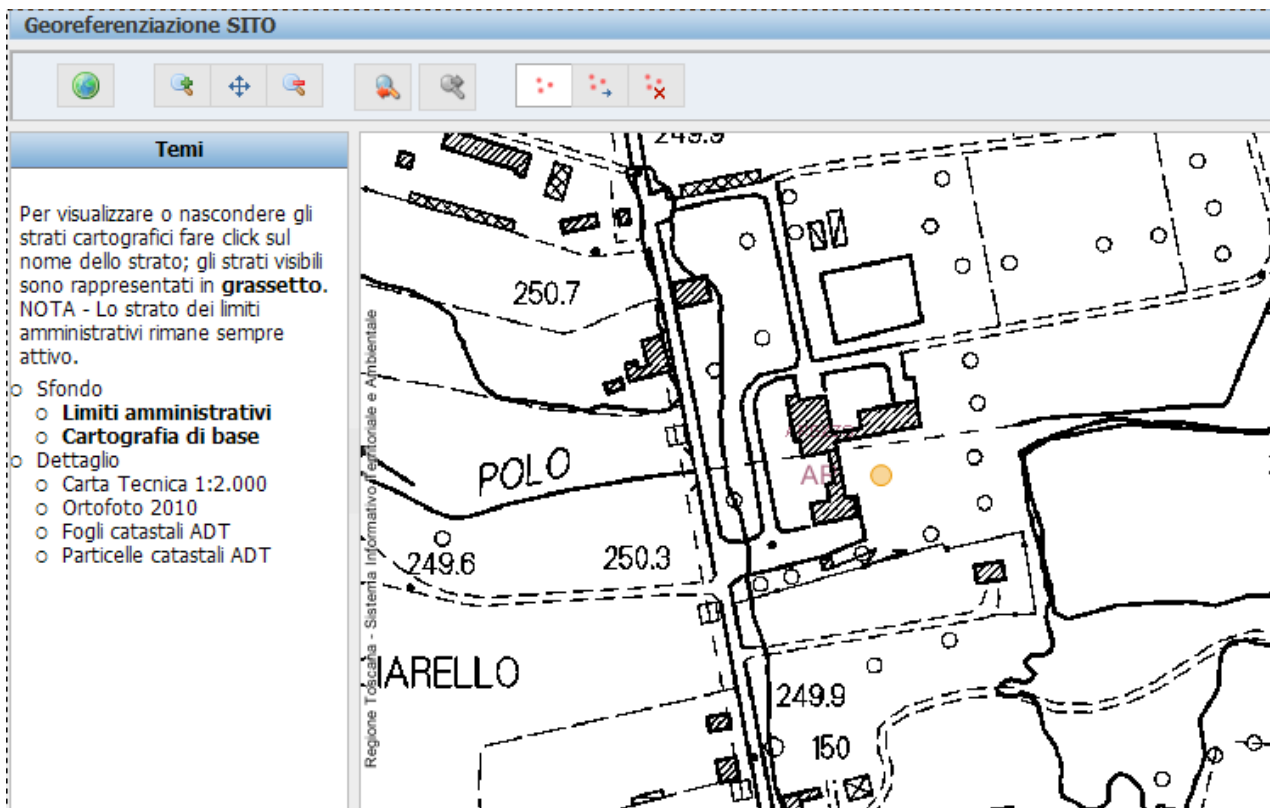 Georeferenziazione SITO
Temi
Per visualizzare o nascondere gli
strati cartografici fare click sul
nome dello strato; gli strati visibili
sono rappresentati in grassetto.
NOTA - Lo strato dei limiti
amministrativi rimane sempre
attivo.
Sfondo
Limiti amministrativi
Cartografia di base
Dettaglio
Carta Tecnica 1:2.000
Ortofoto 2010
Fogli catastali ADT
Particelle catastali ADT
Regione Toscana - Sistema Informativo Territoriale e Ambientale
249.9
250.7
POLO
249.6
250.3
IARELLO
249.9
150